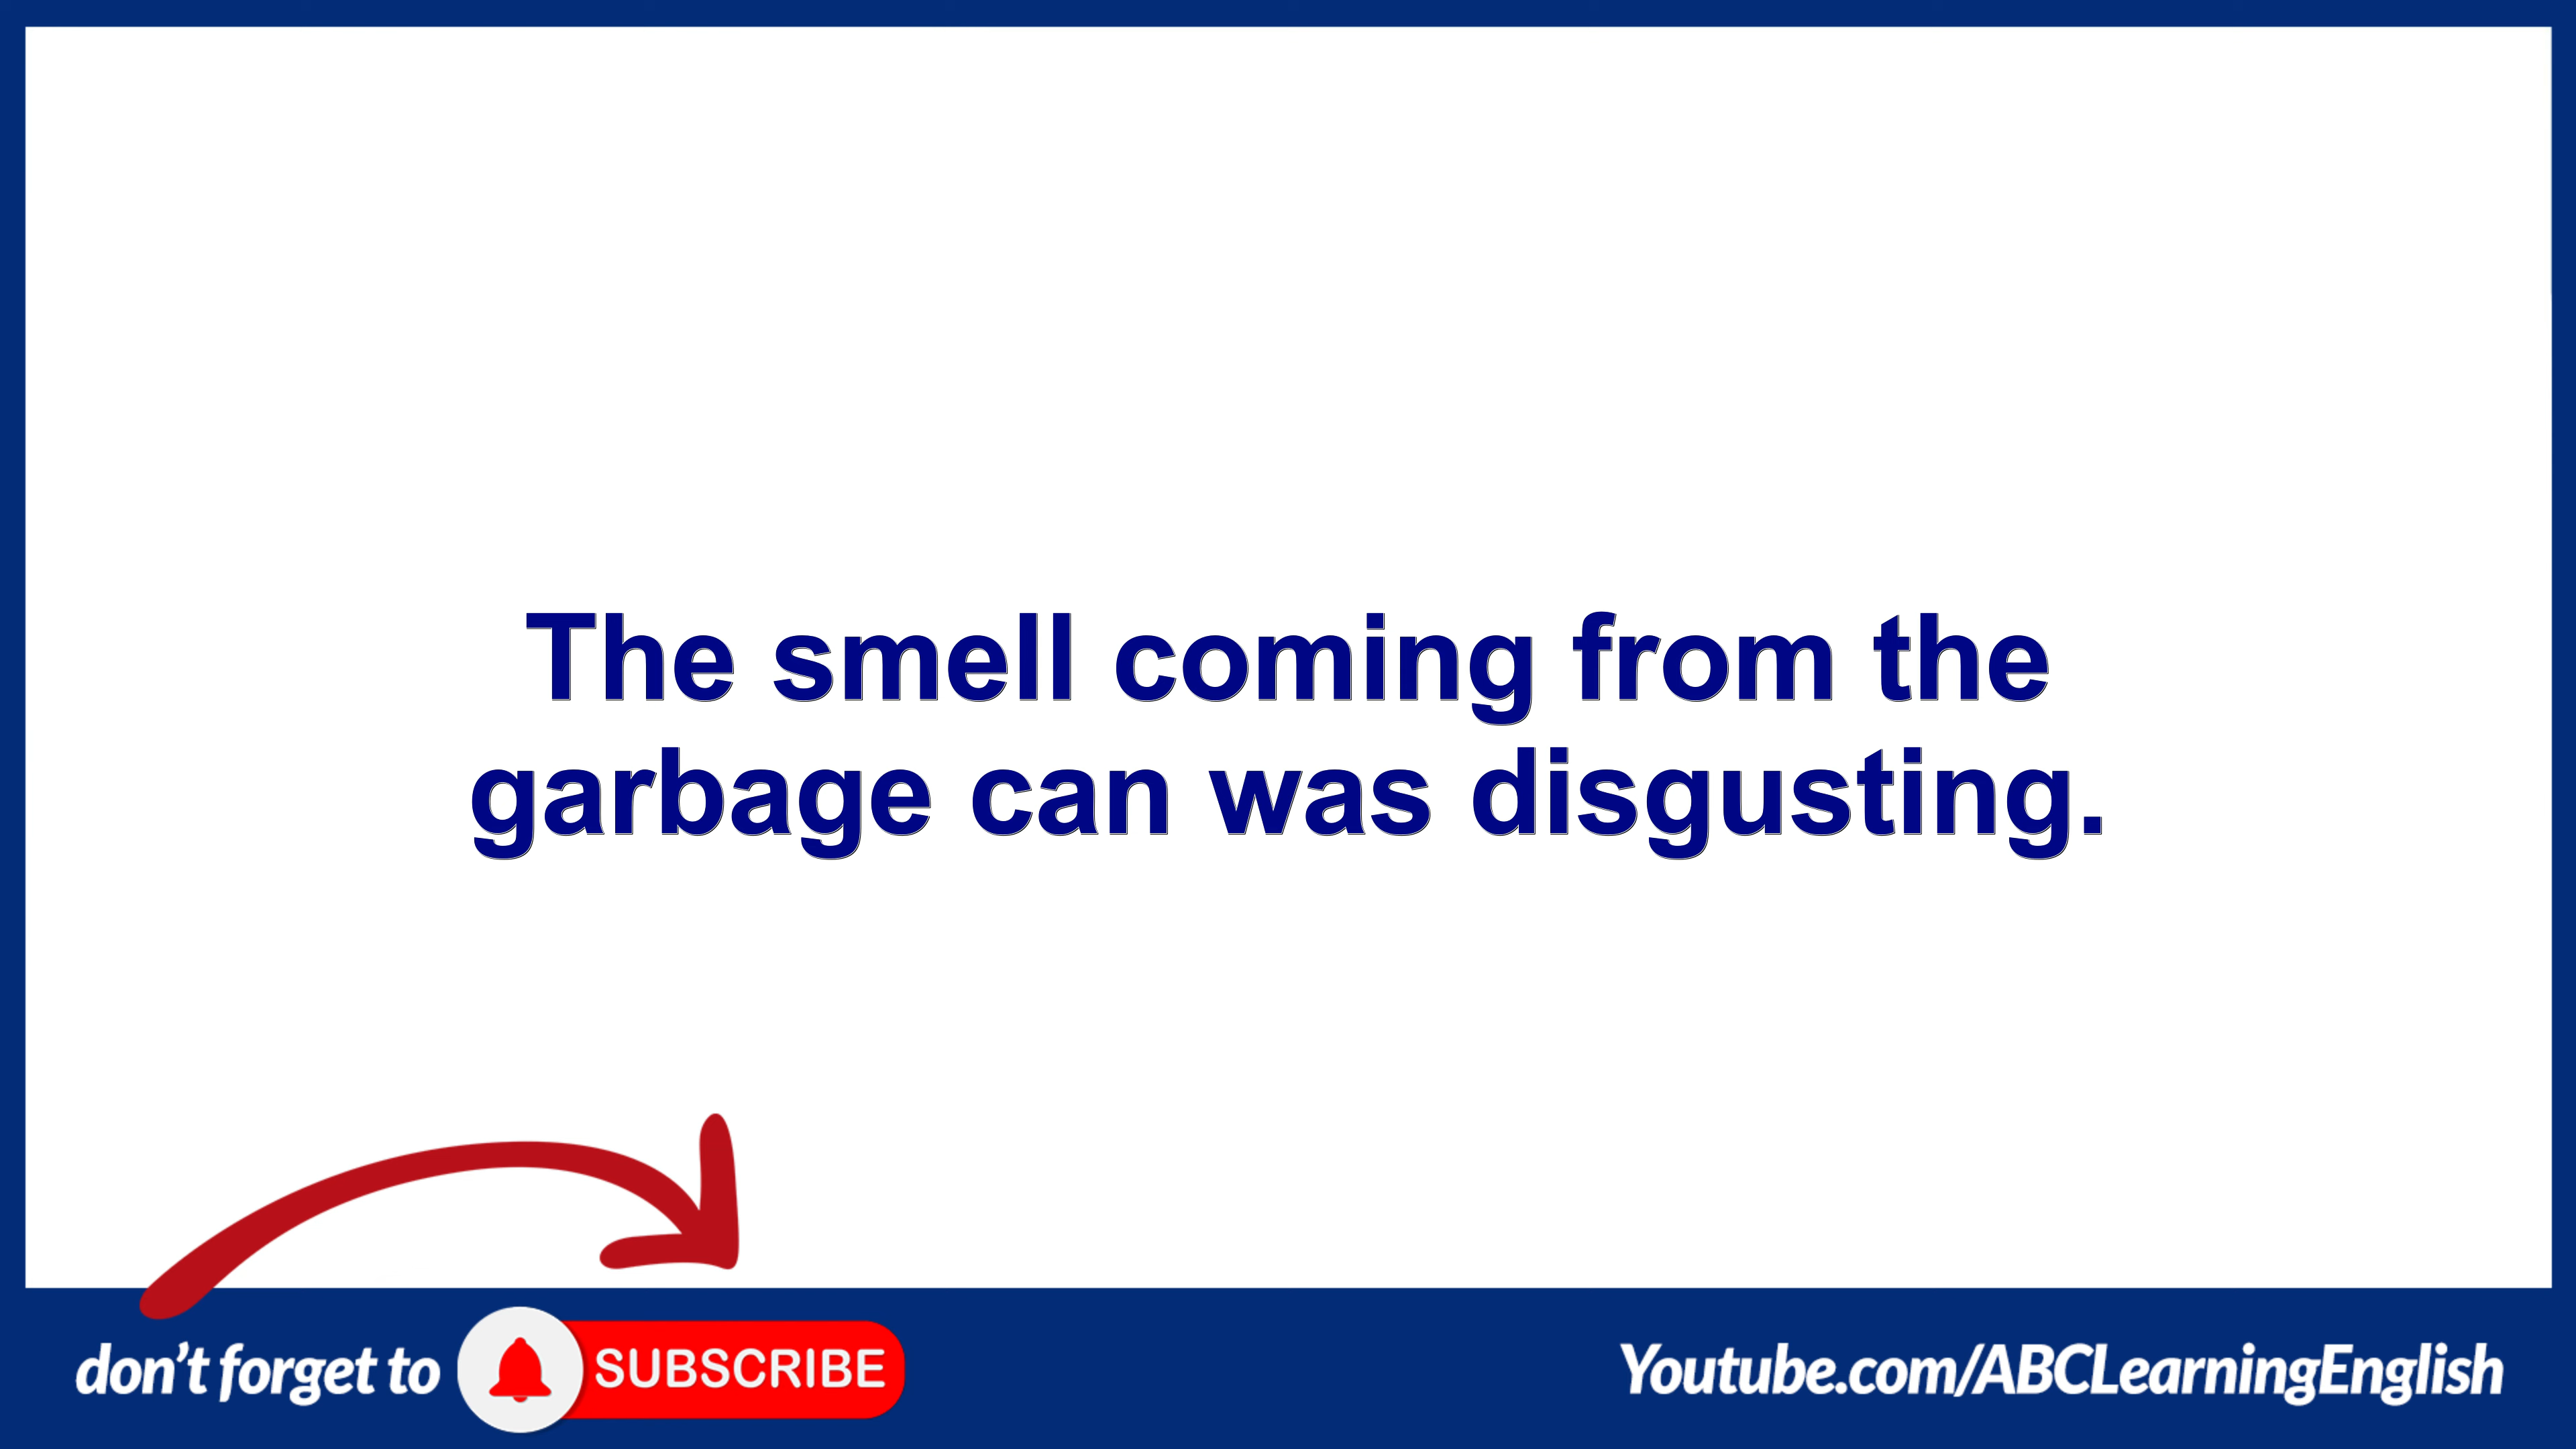 The smell coming from the
garbage can was disgusting.
don't forget to SUBSCRIBE
Youtube.com/ABCLearningEnglish